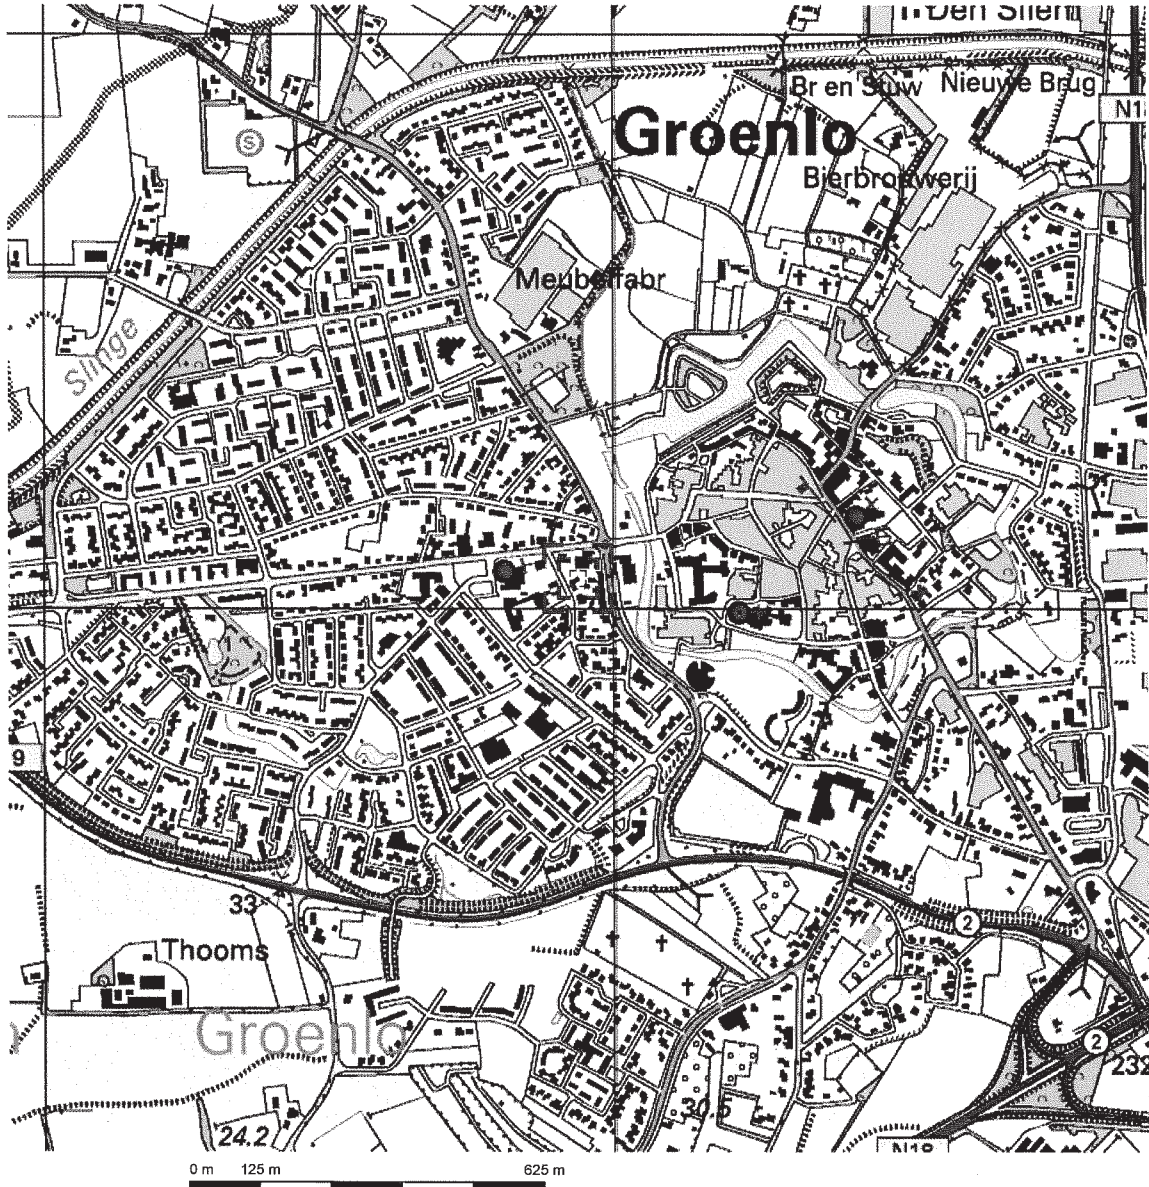 Den Sliem
Br en Stuw Nieuwe Brug
N1
Groenlo
S
Bierbrouwerij
Meubelfabr
Slinge
9
33
2
Thooms
Groenlo
2
232
30.5
24.2
N18
0 m 125 m 625 m